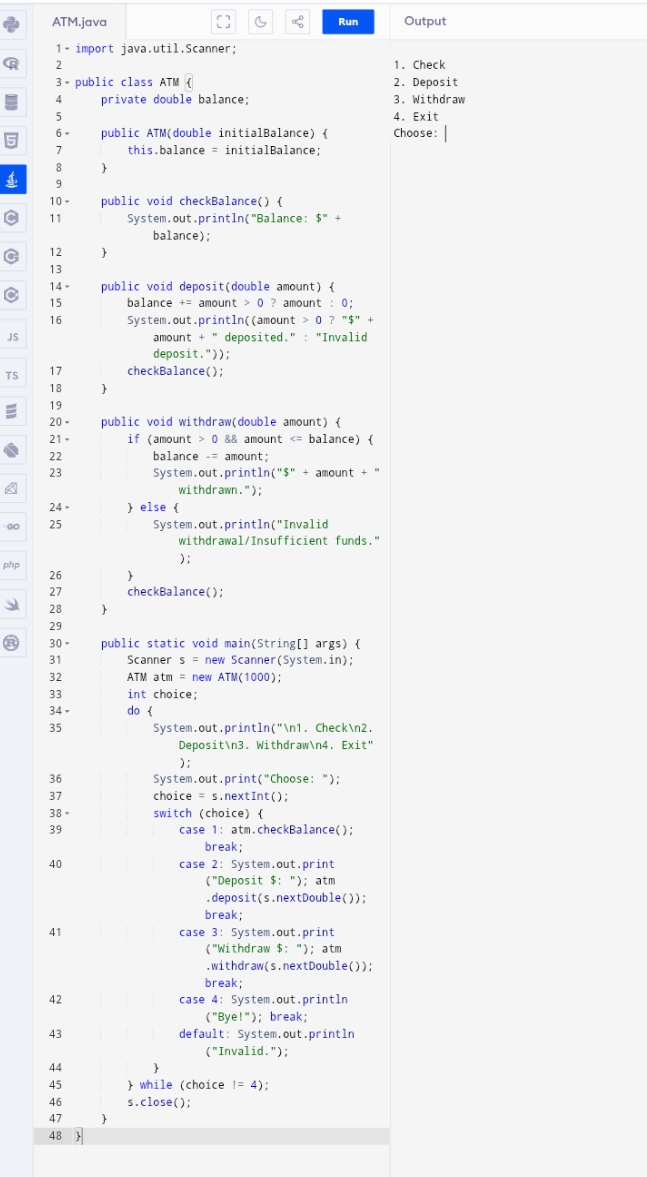 ATM.java
Run
Output
1 import java.util.Scanner;
2
3 public class ATM {
4 private double balance;
5
6 public ATM(double initialBalance) {
7 this.balance = initialBalance;
8 }
9
10 public void checkBalance() {
11 System.out.println("Balance: $" +
balance);
12 }
13
14 public void deposit(double amount) {
15 balance += amount > 0 ? amount : 0;
16 System.out.println((amount > 0 ? "$" +
amount + " deposited." : "Invalid
deposit."));
17 checkBalance();
18 }
19
20 public void withdraw(double amount) {
21 if (amount > 0 && amount <= balance) {
22 balance -= amount;
23 System.out.println("$" + amount + "
withdrawn.");
24 } else {
25 System.out.println("Invalid
withdrawal/Insufficient funds."
);
26 }
27 checkBalance();
28 }
29
30 public static void main(String[] args) {
31 Scanner s = new Scanner(System.in);
32 ATM atm = new ATM(1000);
33 int choice;
34 do {
35 System.out.println("\n1. Check\n2.
Deposit\n3. Withdraw\n4. Exit"
);
36 System.out.print("Choose: ");
37 choice = s.nextInt();
38 switch (choice) {
39 case 1: atm.checkBalance();
break;
40 case 2: System.out.print
("Deposit $: "); atm
.deposit(s.nextDouble());
break;
41 case 3: System.out.print
("Withdraw $: "); atm
.withdraw(s.nextDouble());
break;
42 case 4: System.out.println
("Bye!"); break;
43 default: System.out.println
("Invalid.");
44 }
45 } while (choice != 4);
46 s.close();
47 }
48 }
1. Check
2. Deposit
3. Withdraw
4. Exit
Choose:
JS
TS
GO
php